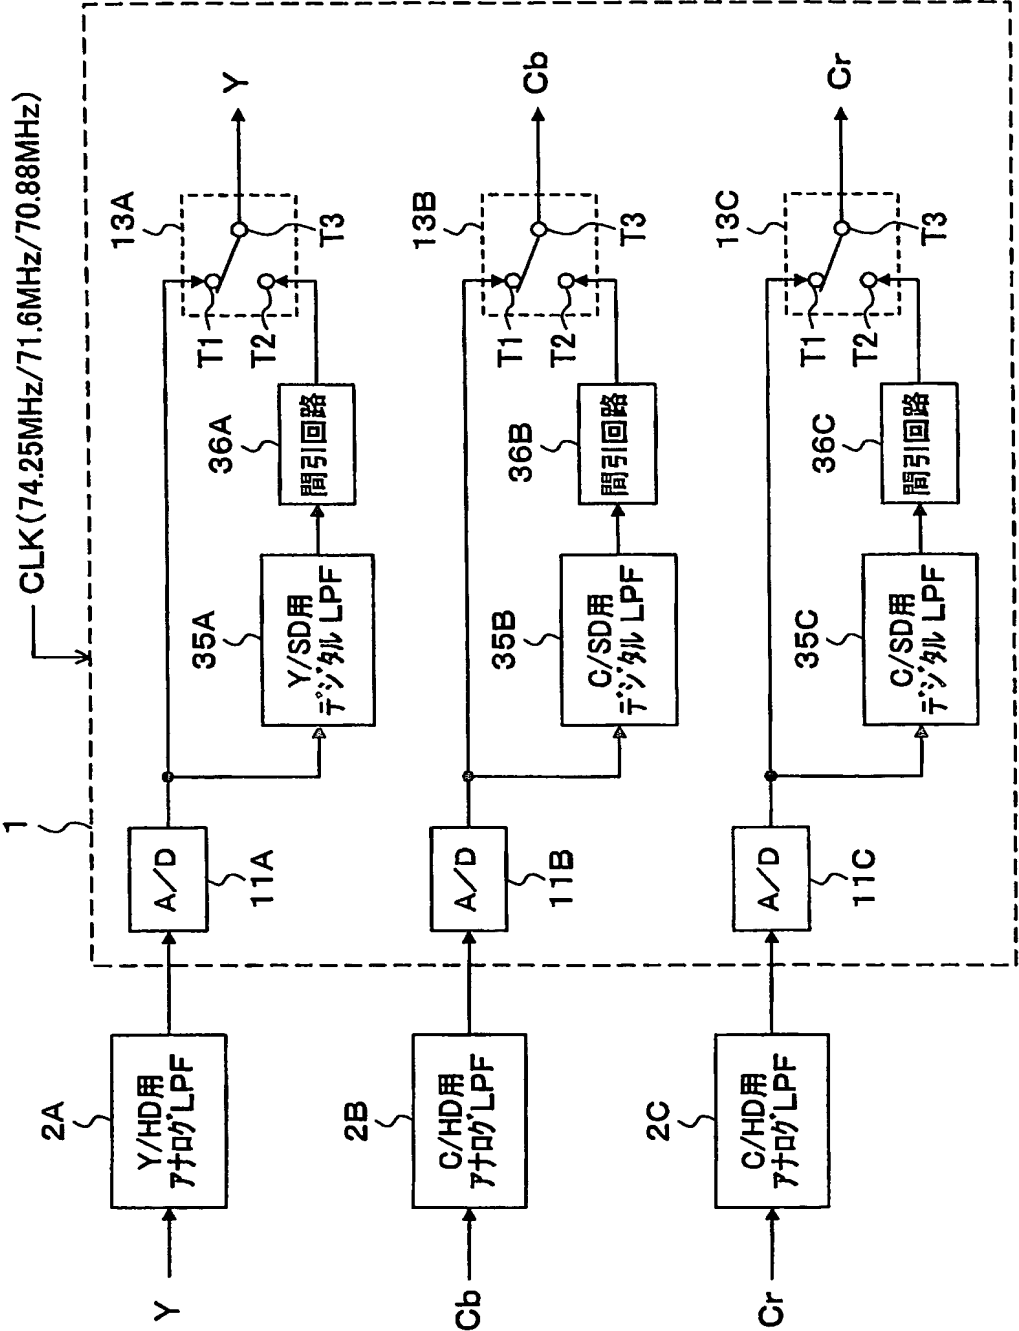 CLK(74.25MHz/71.6MHz/70.88MHz)
1
Y
2A
Y/HD用
アナログLPF
A/D
11A
35A
Y/SD用
デジタルLPF
36A
間引回路
13A
T1
T2
T3
Y
Cb
2B
C/HD用
アナログLPF
A/D
11B
35B
C/SD用
デジタルLPF
36B
間引回路
13B
T1
T2
T3
Cb
Cr
2C
C/HD用
アナログLPF
A/D
11C
35C
C/SD用
デジタルLPF
36C
間引回路
13C
T1
T2
T3
Cr